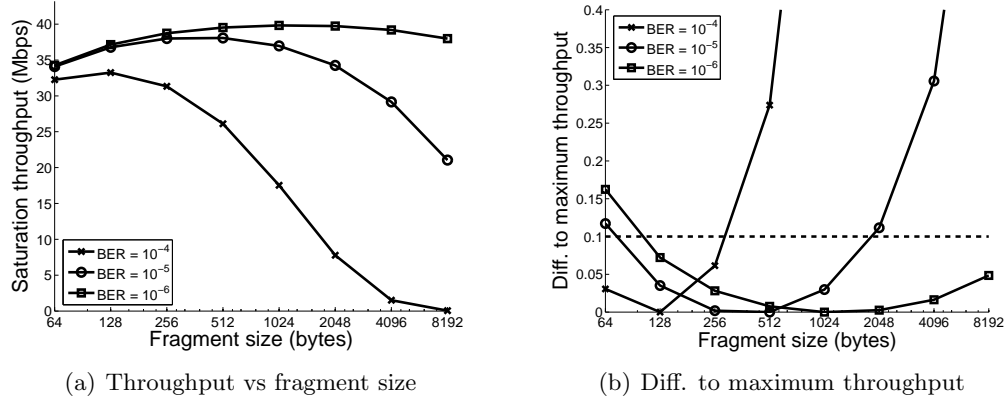 Saturation throughput (Mbps)
40
35
30
25
20
15
10
5
0
BER = 10⁻⁴
BER = 10⁻⁵
BER = 10⁻⁶
64 128 256 512 1024 2048 4096 8192
Fragment size (bytes)
(a) Throughput vs fragment size
Diff. to maximum throughput
0.4
0.35
0.3
0.25
0.2
0.15
0.1
0.05
0
BER = 10⁻⁴
BER = 10⁻⁵
BER = 10⁻⁶
64 128 256 512 1024 2048 4096 8192
Fragment size (bytes)
(b) Diff. to maximum throughput